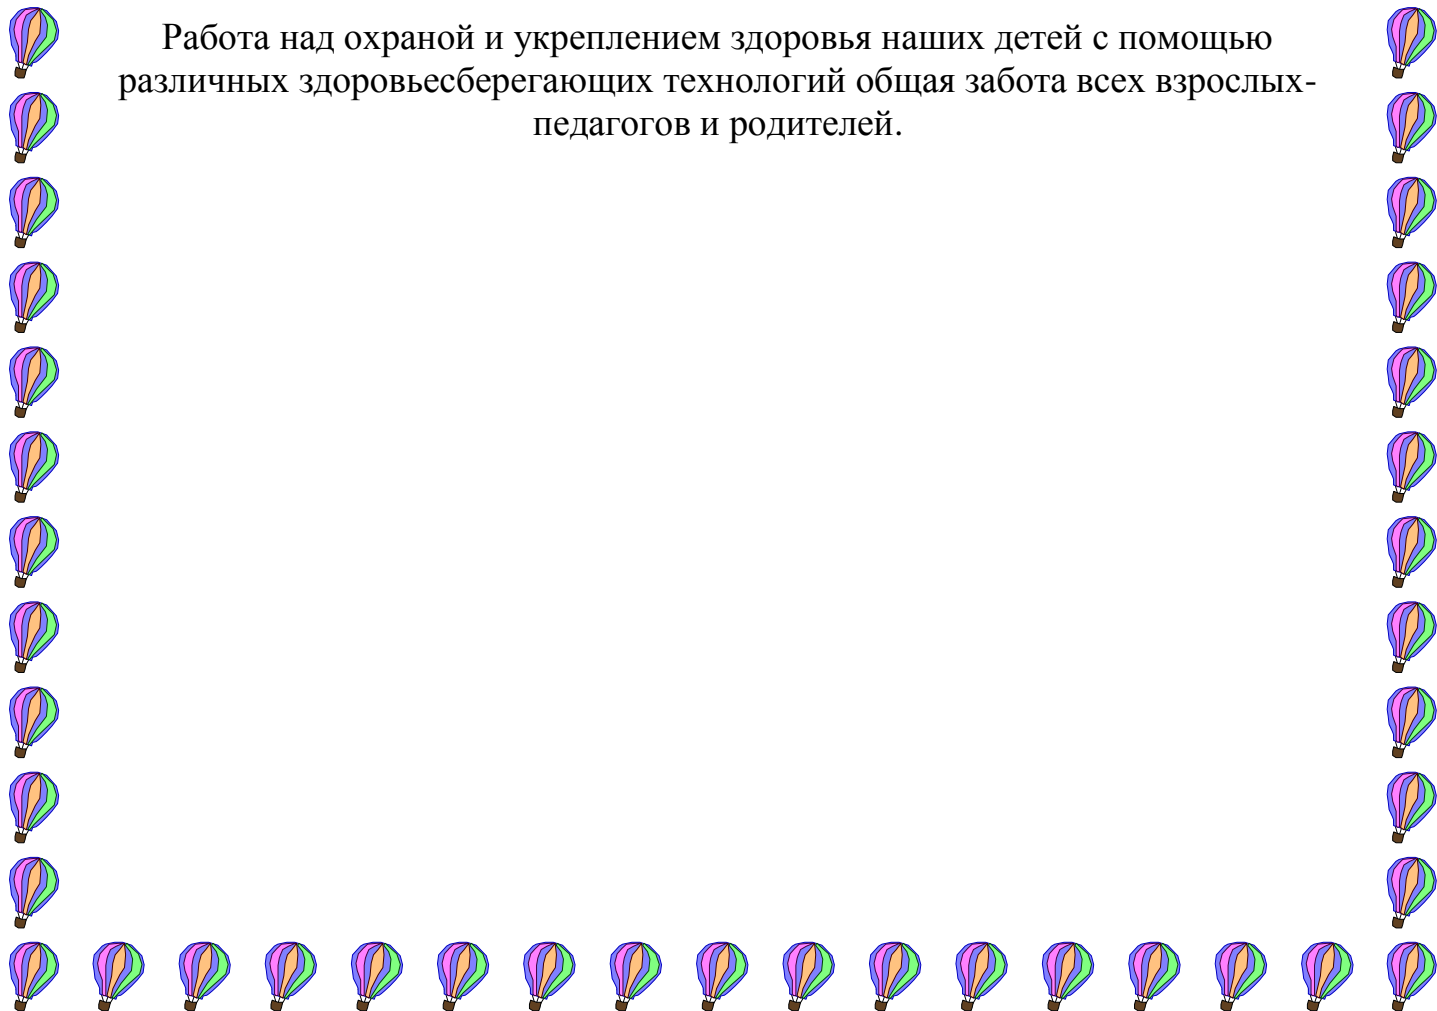 Работа над охраной и укреплением здоровья наших детей с помощью
различных здоровьесберегающих технологий общая забота всех взрослых-
педагогов и родителей.